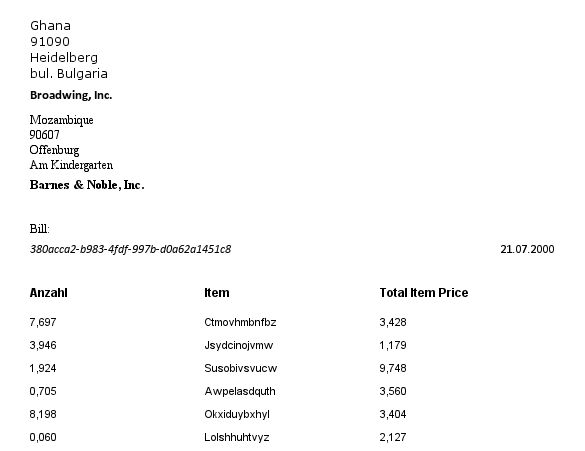 Ghana
91090
Heidelberg
bul. Bulgaria
Broadwing, Inc.
Mozambique
90607
Offenburg
Am Kindergarten
Barnes & Noble, Inc.
Bill:
380acca2-b983-4fdf-997b-d0a62a1451c8 21.07.2000
Anzahl Item Total Item Price
7,697 Ctmovhmbnfbz 3,428
3,946 Jsydcinojvmw 1,179
1,924 Susobivsvucw 9,748
0,705 Awpelasdquth 3,560
8,198 Okxiduybxhyl 3,404
0,060 Lolshhuhtvyz 2,127